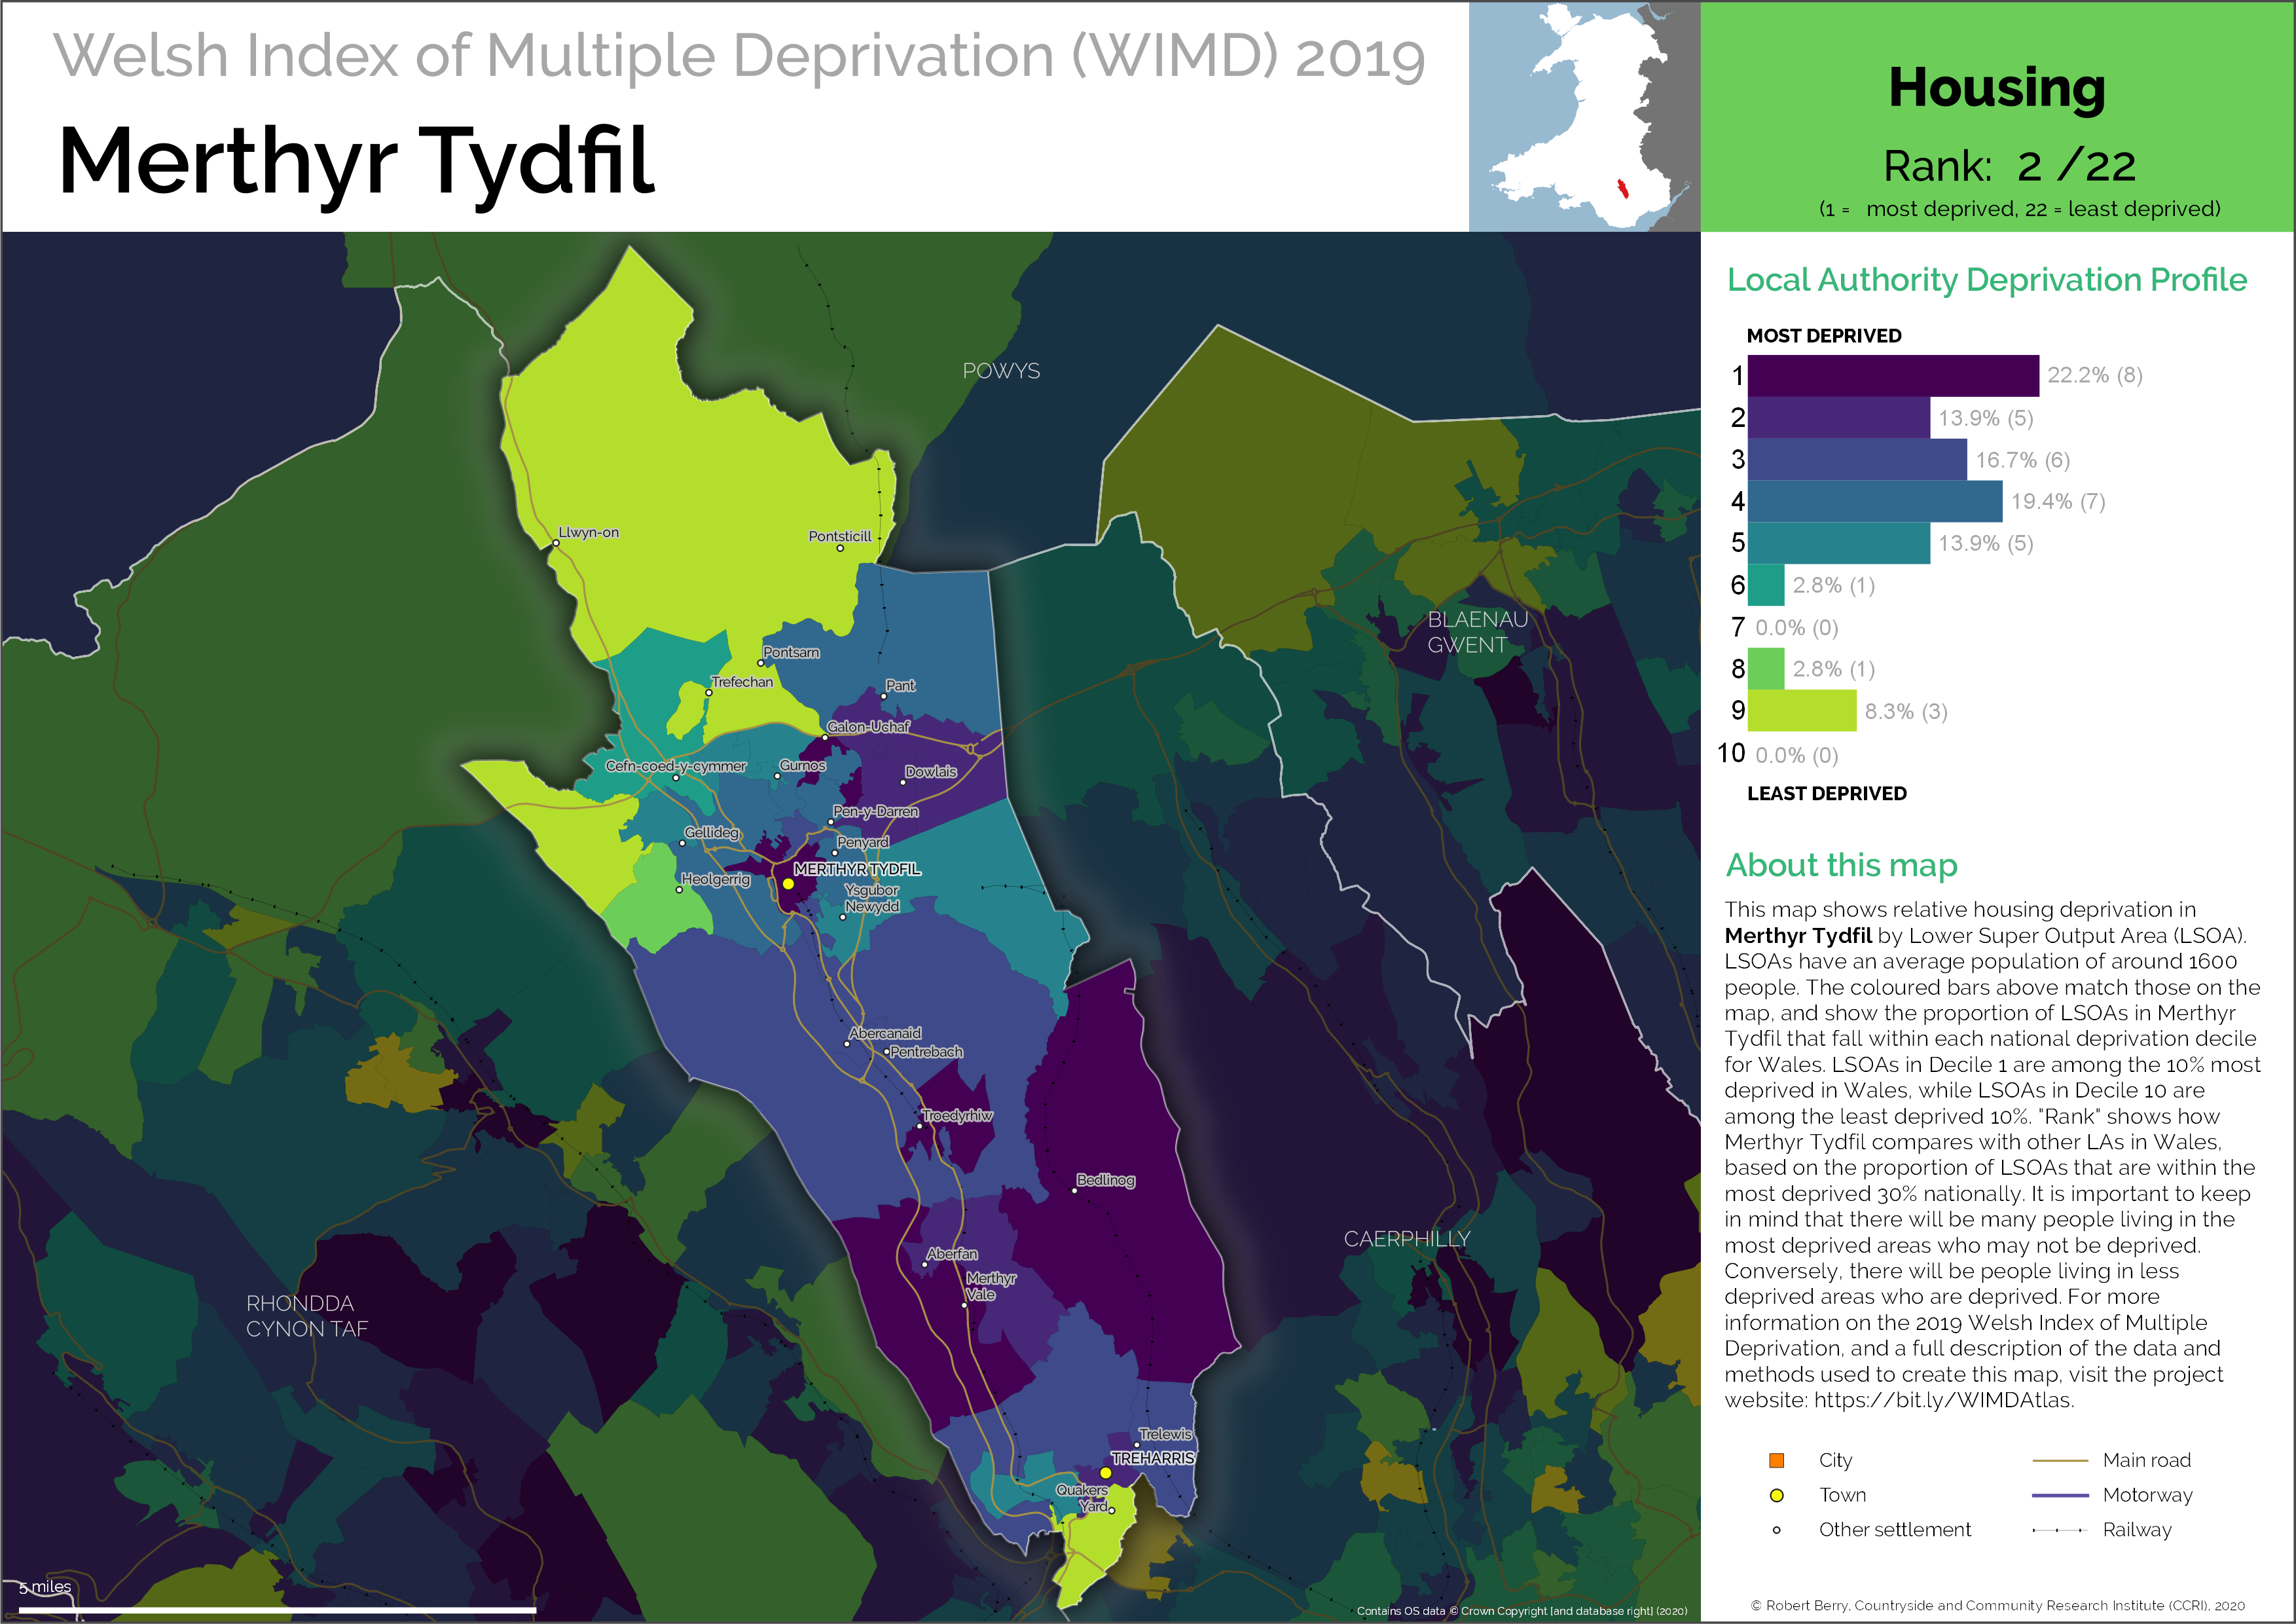 Welsh Index of Multiple Deprivation (WIMD) 2019
Merthyr Tydfil
Housing
Rank: 2 /22
(1 = most deprived, 22 = least deprived)
Local Authority Deprivation Profile
MOST DEPRIVED
1 22.2% (8)
2 13.9% (5)
3 16.7% (6)
4 19.4% (7)
5 13.9% (5)
6 2.8% (1)
7 0.0% (0)
8 2.8% (1)
9 8.3% (3)
10 0.0% (0)
LEAST DEPRIVED
About this map
This map shows relative housing deprivation in
Merthyr Tydfil by Lower Super Output Area (LSOA).
LSOAs have an average population of around 1600
people. The coloured bars above match those on the
map, and show the proportion of LSOAs in Merthyr
Tydfil that fall within each national deprivation decile
for Wales. LSOAs in Decile 1 are among the 10% most
deprived in Wales, while LSOAs in Decile 10 are
among the least deprived 10%. "Rank" shows how
Merthyr Tydfil compares with other LAs in Wales,
based on the proportion of LSOAs that are within the
most deprived 30% nationally. It is important to keep
in mind that there will be many people living in the
most deprived areas who may not be deprived.
Conversely, there will be people living in less
deprived areas who are deprived. For more
information on the 2019 Welsh Index of Multiple
Deprivation, and a full description of the data and
methods used to create this map, visit the project
website: https://bit.ly/WIMDAtlas.
City
Town
Other settlement
Main road
Motorway
Railway
© Robert Berry, Countryside and Community Research Institute (CCRI), 2020
POWYS
Llwyn-on
Pontsticill
BLAENAU
GWENT
Pontsarn
Trefechan
Pant
Galon-Uchaf
Cefn-coed-y-cymmer
Gurnos
Dowlais
Pen-y-Darren
Gellideg
Penyard
MERTHYR TYDFIL
Heolgerrig
Ysgubor
Newydd
Abercanaid
Pentrebach
Troedyrhiw
Bedlinog
CAERPHILLY
Aberfan
Merthyr
Vale
RHONDDA
CYNON TAF
Trelewis
TREHARRIS
Quakers
Yard
5 miles
Contains OS data © Crown Copyright [and database right] (2020)